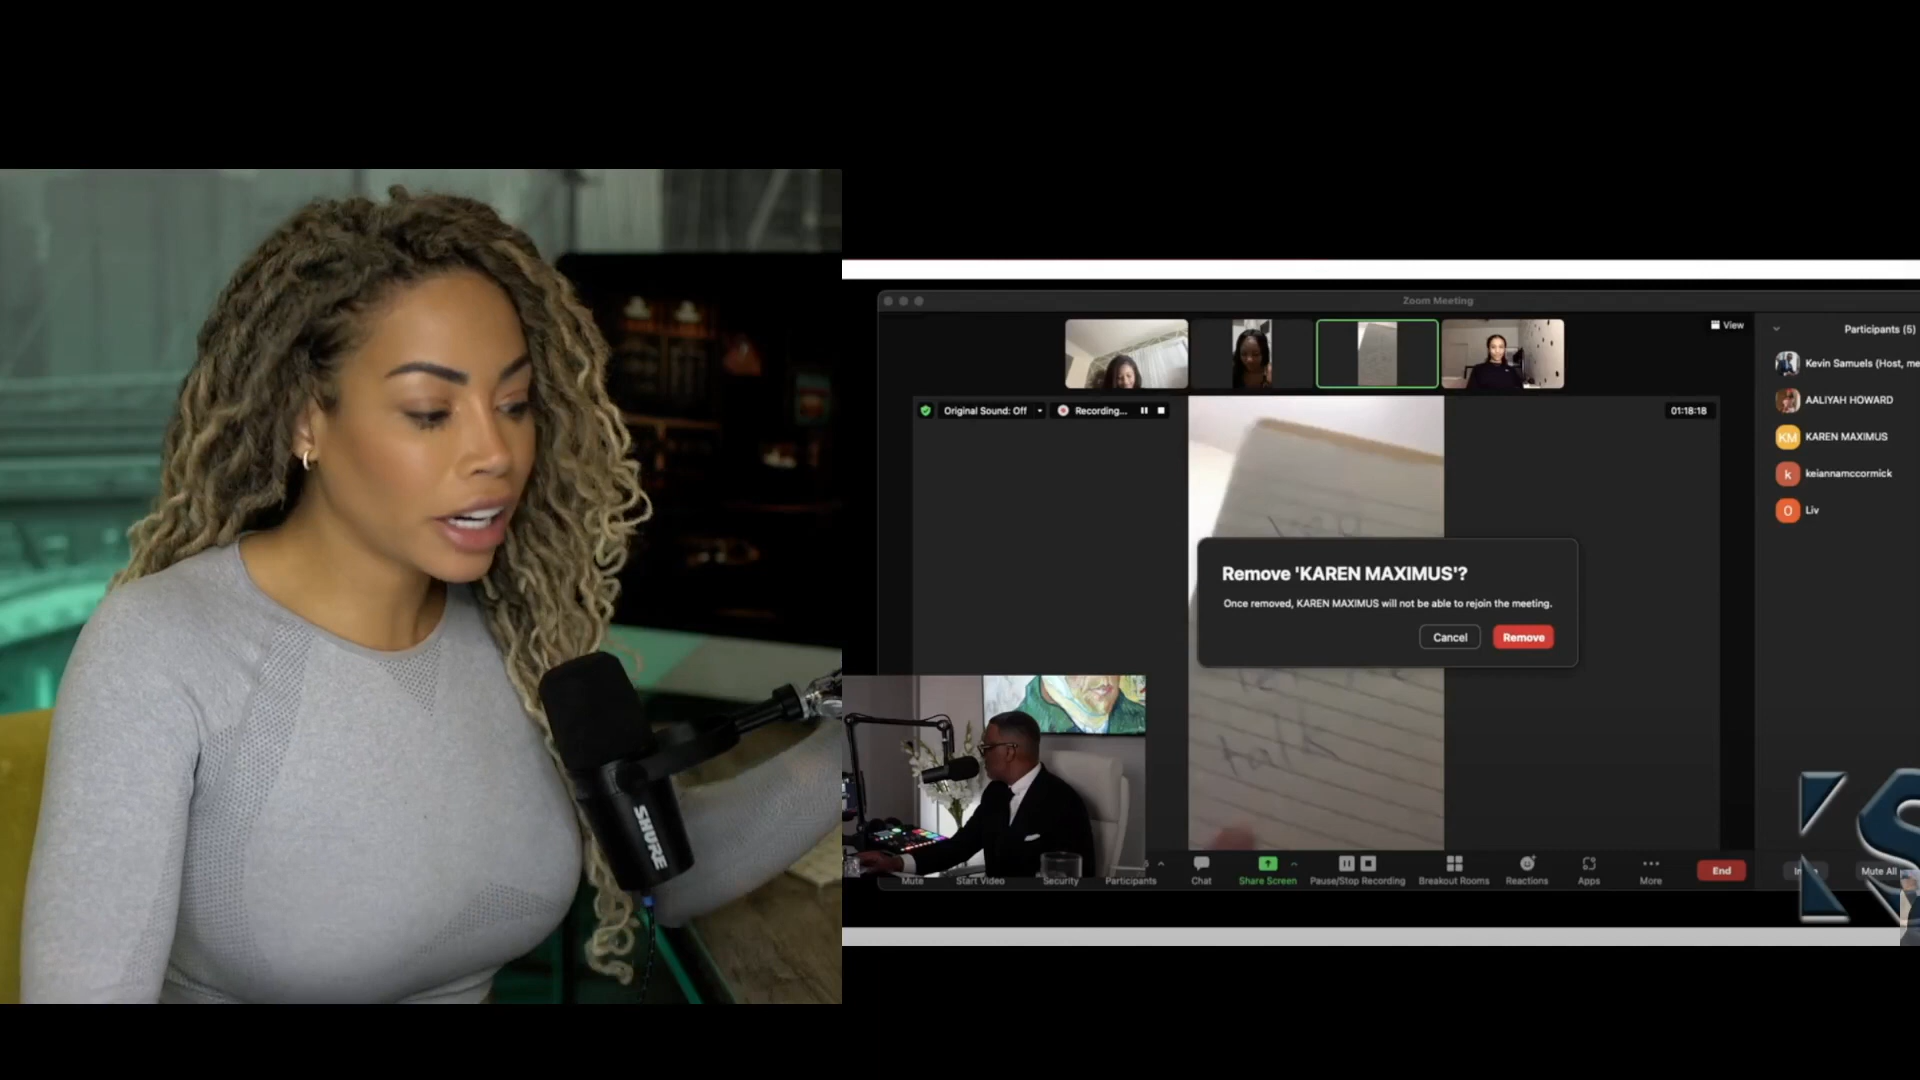 Zoom Meeting
View
Participants (5)
Kevin Samuels (Host, me
AALIYAH HOWARD
KM
KAREN MAXIMUS
k
keiannamccormick
O
Liv
Original Sound: Off
Recording...
01:18:18
Remove 'KAREN MAXIMUS'?
Once removed, KAREN MAXIMUS will not be able to rejoin the meeting.
Cancel
Remove
talk
SHURE
Mute
Start Video
Security
Participants
Chat
Share Screen
Pause/Stop Recording
Breakout Rooms
Reactions
Apps
More
End
Mute All
KS